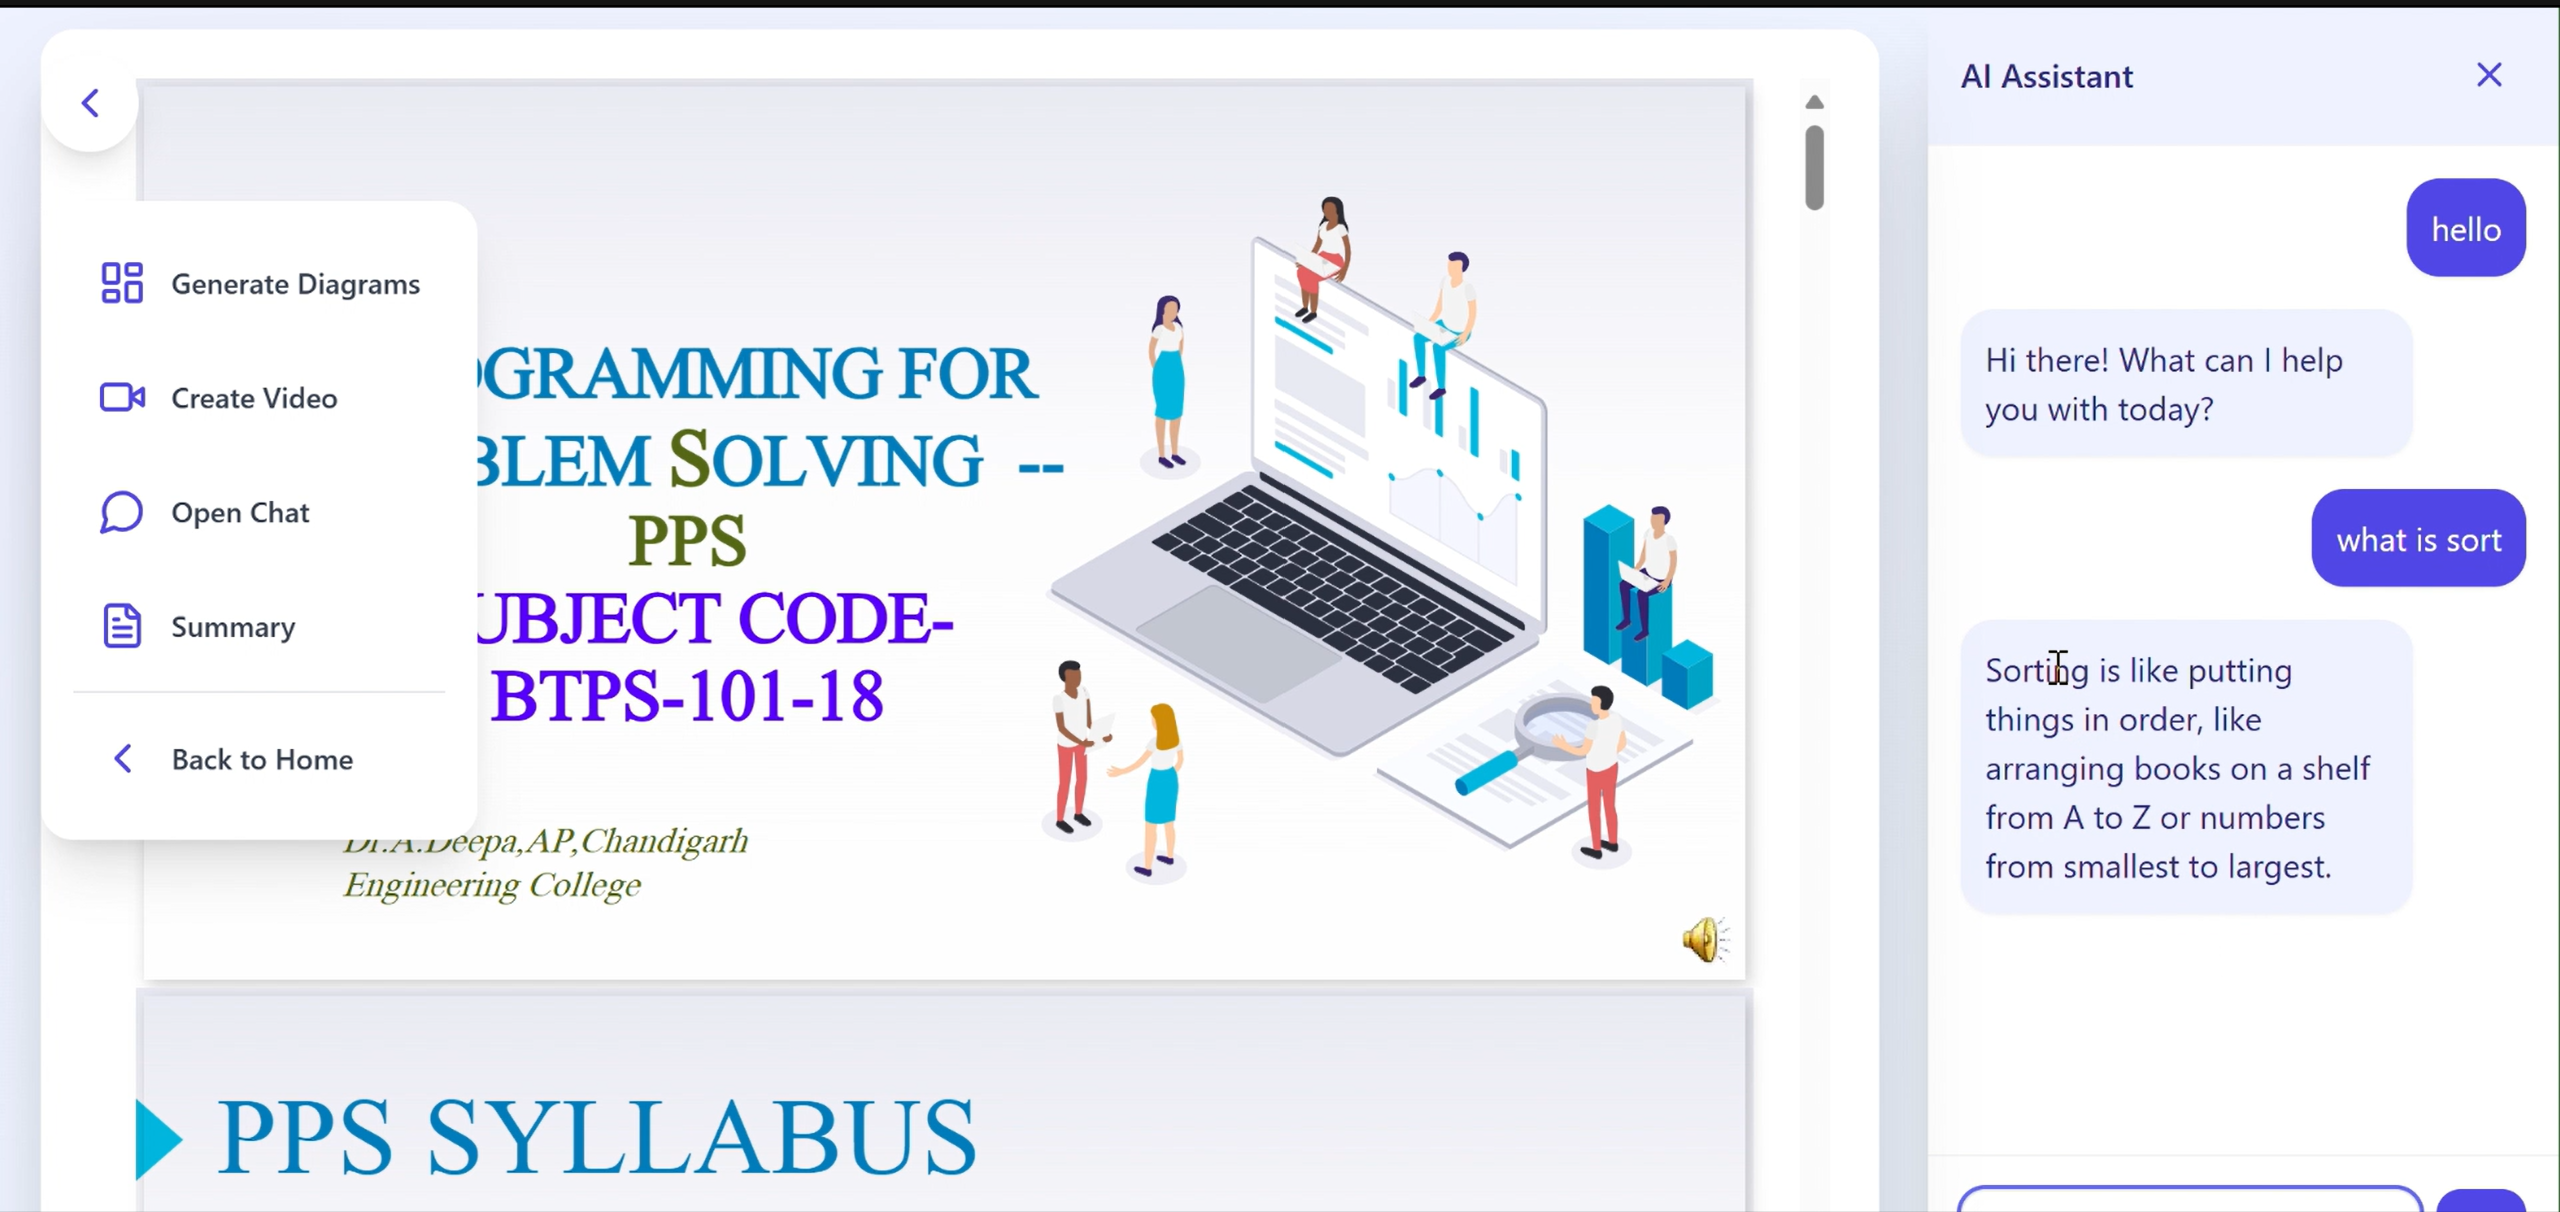 Generate Diagrams
Create Video
Open Chat
Summary
Back to Home
OGRAMMING FOR
BLEM SOLVING --
PPS
UBJECT CODE-
BTPS-101-18
Dr.A.Deepa,AP,Chandigarh
Engineering College
PPS SYLLABUS
AI Assistant
hello
Hi there! What can I help
you with today?
what is sort
Sorting is like putting
things in order, like
arranging books on a shelf
from A to Z or numbers
from smallest to largest.